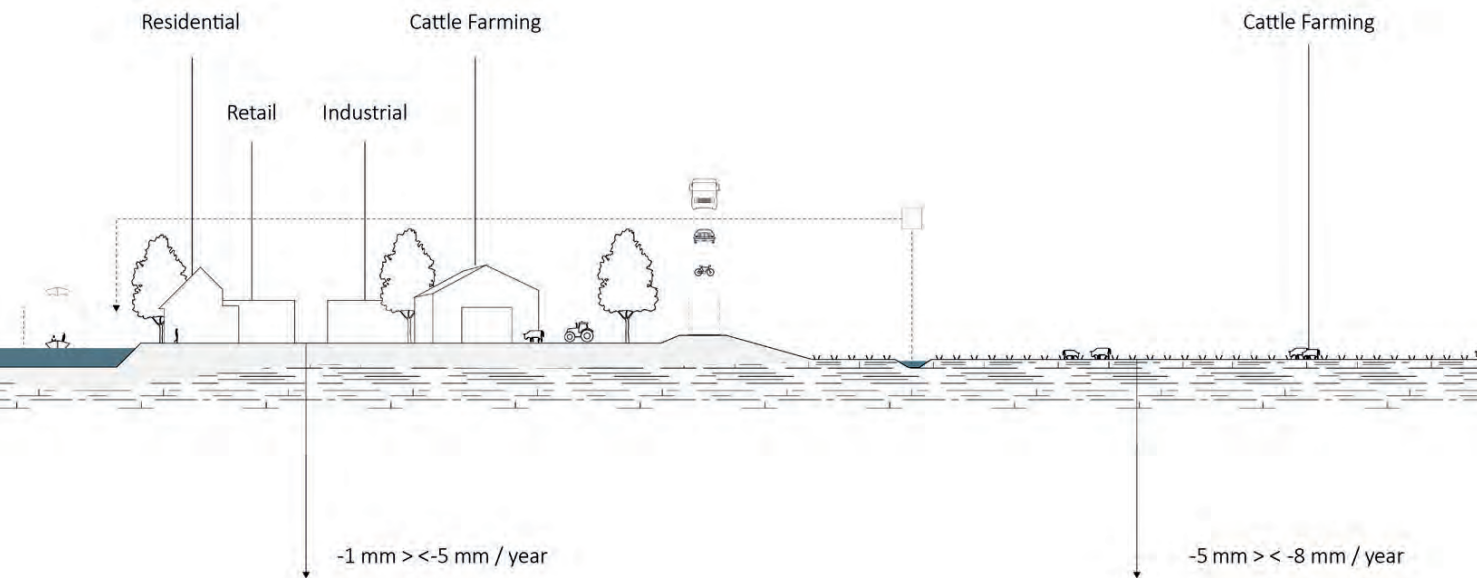 Residential
Cattle Farming
Cattle Farming
Retail
Industrial
-1 mm > <-5 mm / year
-5 mm > < -8 mm / year